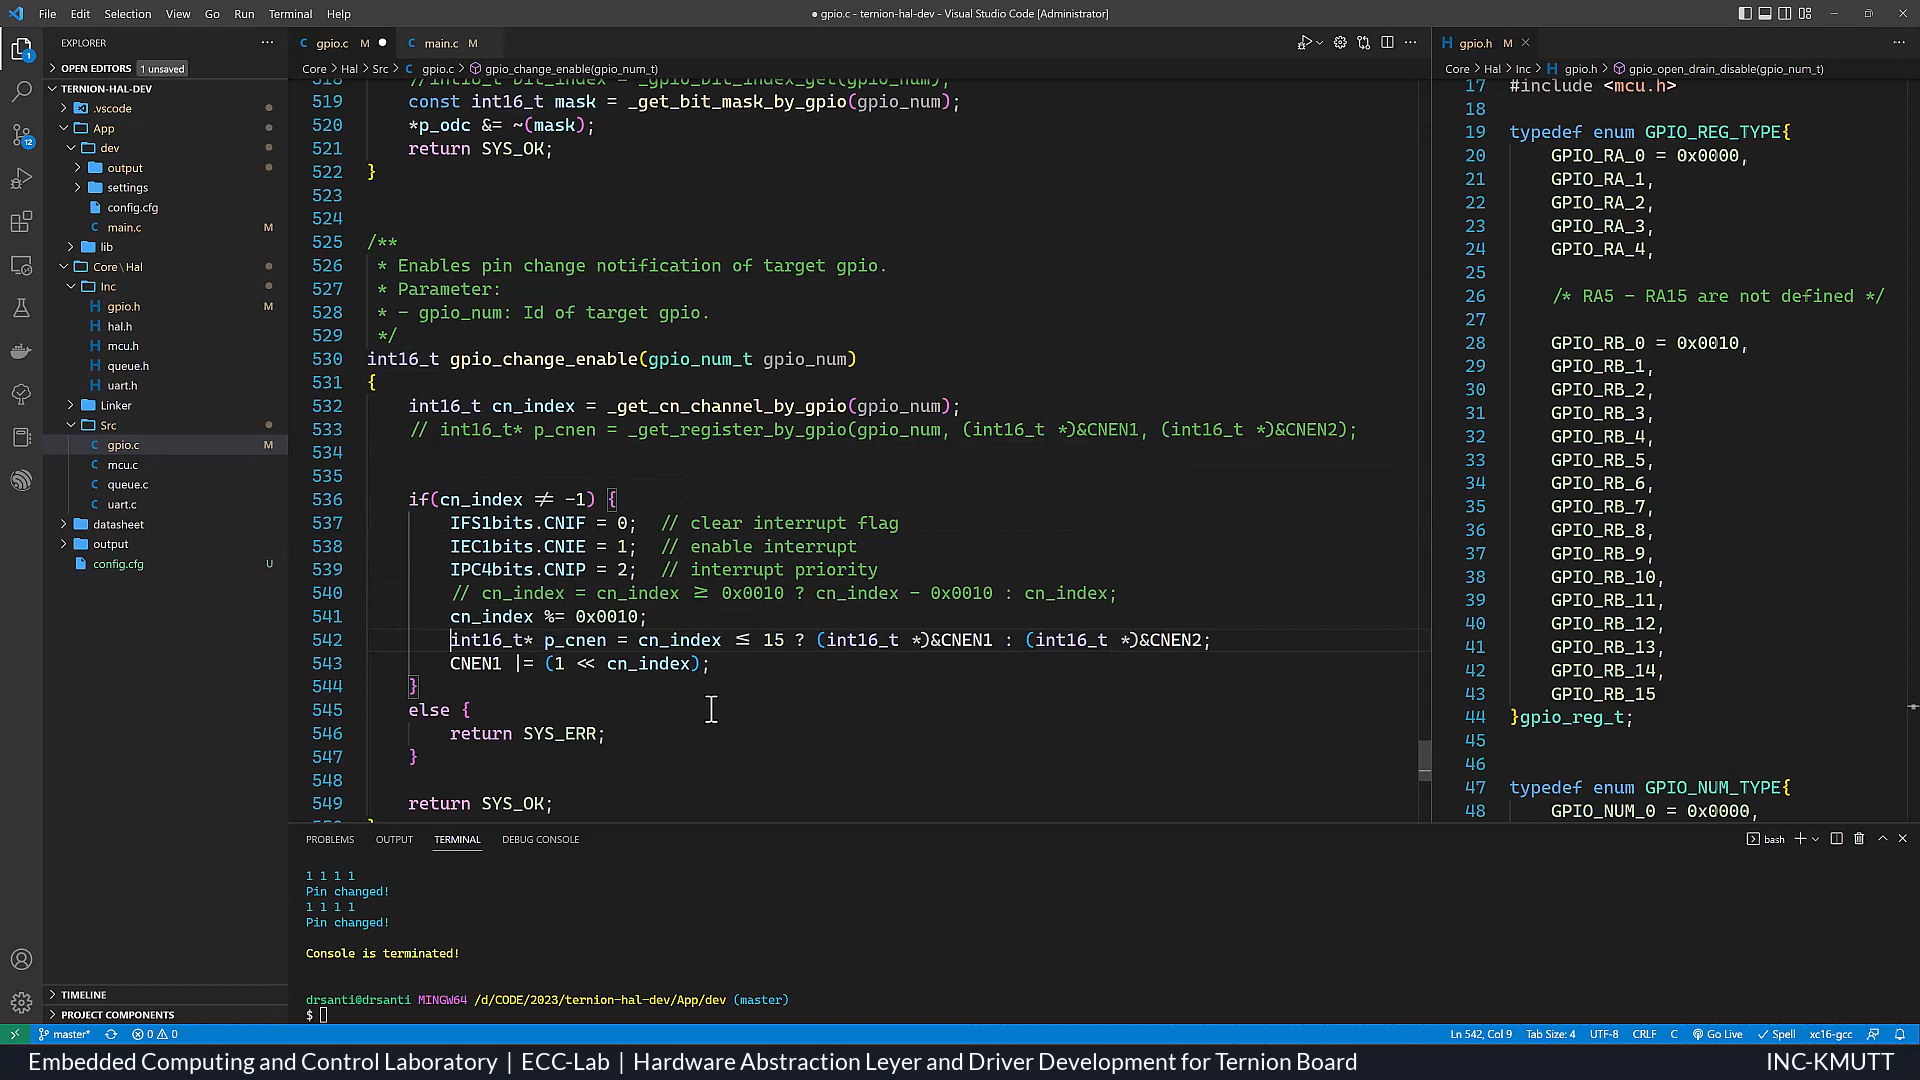 File Edit Selection View Go Run Terminal Help
● gpio.c - ternion-hal-dev - Visual Studio Code [Administrator]
EXPLORER
OPEN EDITORS 1 unsaved
TERNION-HAL-DEV
.vscode
App
dev
output
settings
config.cfg
C main.c M
lib
Core\Hal
Inc
H gpio.h M
H hal.h
H mcu.h
H queue.h
H uart.h
Linker
Src
C gpio.c M
C mcu.c
C queue.c
C uart.c
datasheet
output
config.cfg U
TIMELINE
PROJECT COMPONENTS
C gpio.c M ● C main.c M
Core > Hal > Src > C gpio.c > gpio_change_enable(gpio_num_t)
518 //int16_t bit_index = _gpio_bit_index_get(gpio_num);
519 const int16_t mask = _get_bit_mask_by_gpio(gpio_num);
520 *p_odc &= ~(mask);
521 return SYS_OK;
522 }
523
524
525 /**
526 * Enables pin change notification of target gpio.
527 * Parameter:
528 * - gpio_num: Id of target gpio.
529 */
530 int16_t gpio_change_enable(gpio_num_t gpio_num)
531 {
532 int16_t cn_index = _get_cn_channel_by_gpio(gpio_num);
533 // int16_t* p_cnen = _get_register_by_gpio(gpio_num, (int16_t *)&CNEN1, (int16_t *)&CNEN2);
534
535
536 if(cn_index ≠ -1) {
537 IFS1bits.CNIF = 0; // clear interrupt flag
538 IEC1bits.CNIE = 1; // enable interrupt
539 IPC4bits.CNIP = 2; // interrupt priority
540 // cn_index = cn_index ≥ 0x0010 ? cn_index - 0x0010 : cn_index;
541 cn_index %= 0x0010;
542 int16_t* p_cnen = cn_index ≤ 15 ? (int16_t *)&CNEN1 : (int16_t *)&CNEN2;
543 CNEN1 |= (1 << cn_index);
544 }
545 else {
546 return SYS_ERR;
547 }
548
549 return SYS_OK;
H gpio.h M ×
Core > Hal > Inc > H gpio.h > gpio_open_drain_disable(gpio_num_t)
17 #include <mcu.h>
18
19 typedef enum GPIO_REG_TYPE{
20 GPIO_RA_0 = 0x0000,
21 GPIO_RA_1,
22 GPIO_RA_2,
23 GPIO_RA_3,
24 GPIO_RA_4,
25
26 /* RA5 - RA15 are not defined */
27
28 GPIO_RB_0 = 0x0010,
29 GPIO_RB_1,
30 GPIO_RB_2,
31 GPIO_RB_3,
32 GPIO_RB_4,
33 GPIO_RB_5,
34 GPIO_RB_6,
35 GPIO_RB_7,
36 GPIO_RB_8,
37 GPIO_RB_9,
38 GPIO_RB_10,
39 GPIO_RB_11,
40 GPIO_RB_12,
41 GPIO_RB_13,
42 GPIO_RB_14,
43 GPIO_RB_15
44 }gpio_reg_t;
45
46
47 typedef enum GPIO_NUM_TYPE{
48 GPIO_NUM_0 = 0x0000,
PROBLEMS OUTPUT TERMINAL DEBUG CONSOLE
bash
1 1 1 1
Pin changed!
1 1 1 1
Pin changed!
Console is terminated!
drsanti@drsanti MINGW64 /d/CODE/2023/ternion-hal-dev/App/dev (master)
$
master* 0 0 Ln 542, Col 9 Tab Size: 4 UTF-8 CRLF C Go Live Spell xc16-gcc
Embedded Computing and Control Laboratory | ECC-Lab | Hardware Abstraction Leyer and Driver Development for Ternion Board INC-KMUTT